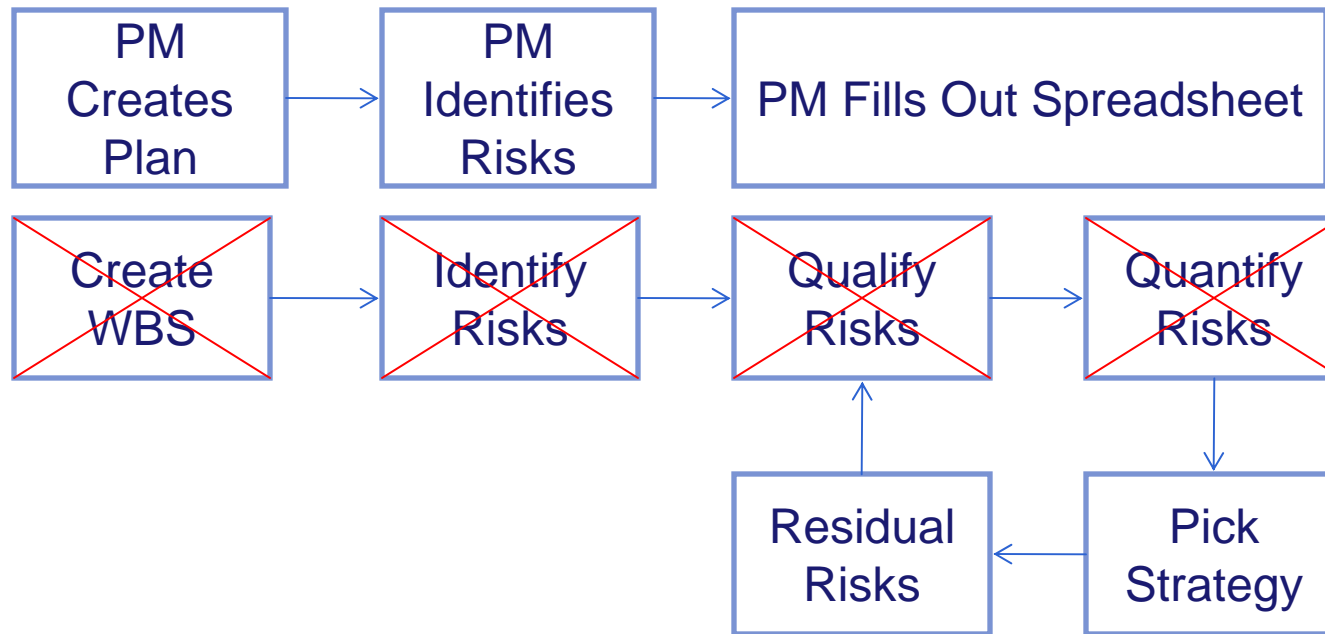 PM
Creates
Plan
PM
Identifies
Risks
PM Fills Out Spreadsheet
Create
WBS
Identify
Risks
Qualify
Risks
Quantify
Risks
Residual
Risks
Pick
Strategy